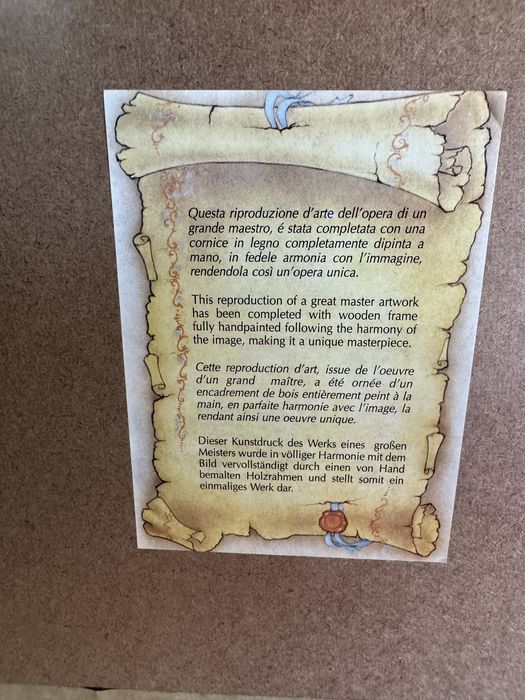 Questa riproduzione d'arte dell'opera di un
grande maestro, é stata completata con una
cornice in legno completamente dipinta a
mano, in fedele armonia con l'immagine,
rendendola così un'opera unica.
This reproduction of a great master artwork
has been completed with wooden frame
fully handpainted following the harmony of
the image, making it a unique masterpiece.
Cette reproduction d'art, issue de l'oeuvre
d'un grand maître, a été ornée d'un
encadrement de bois entièrement peint à la
main, en parfaite harmonie avec l'image, la
rendant ainsi une oeuvre unique.
Dieser Kunstdruck des Werks eines großen
Meisters wurde in völliger Harmonie mit dem
Bild vervollständigt durch einen von Hand
bemalten Holzrahmen und stellt somit ein
einmaliges Werk dar.